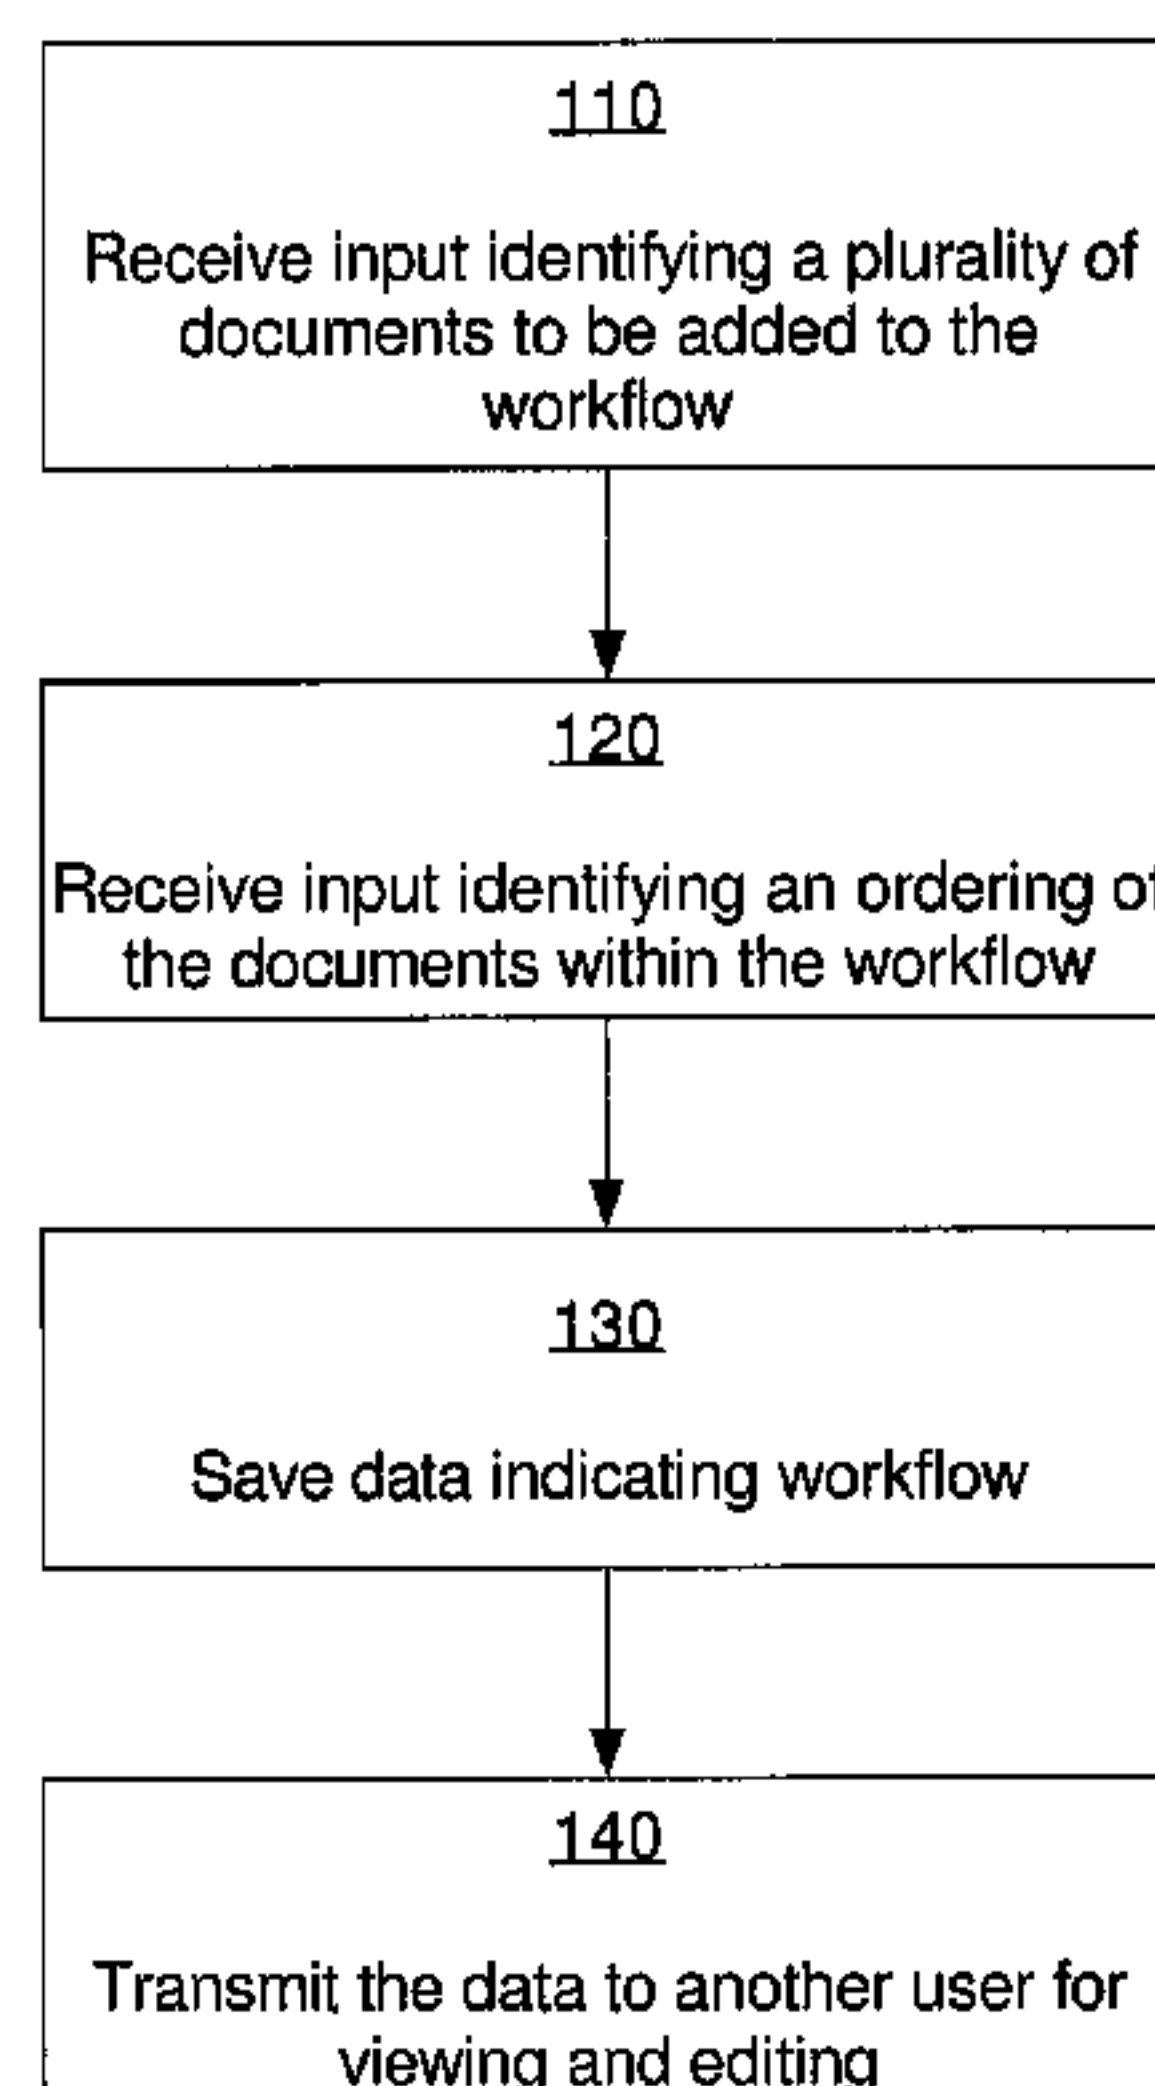 110
Receive input identifying a plurality of
documents to be added to the
workflow
120
Receive input identifying an ordering of
the documents within the workflow
130
Save data indicating workflow
140
Transmit the data to another user for
viewing and editing